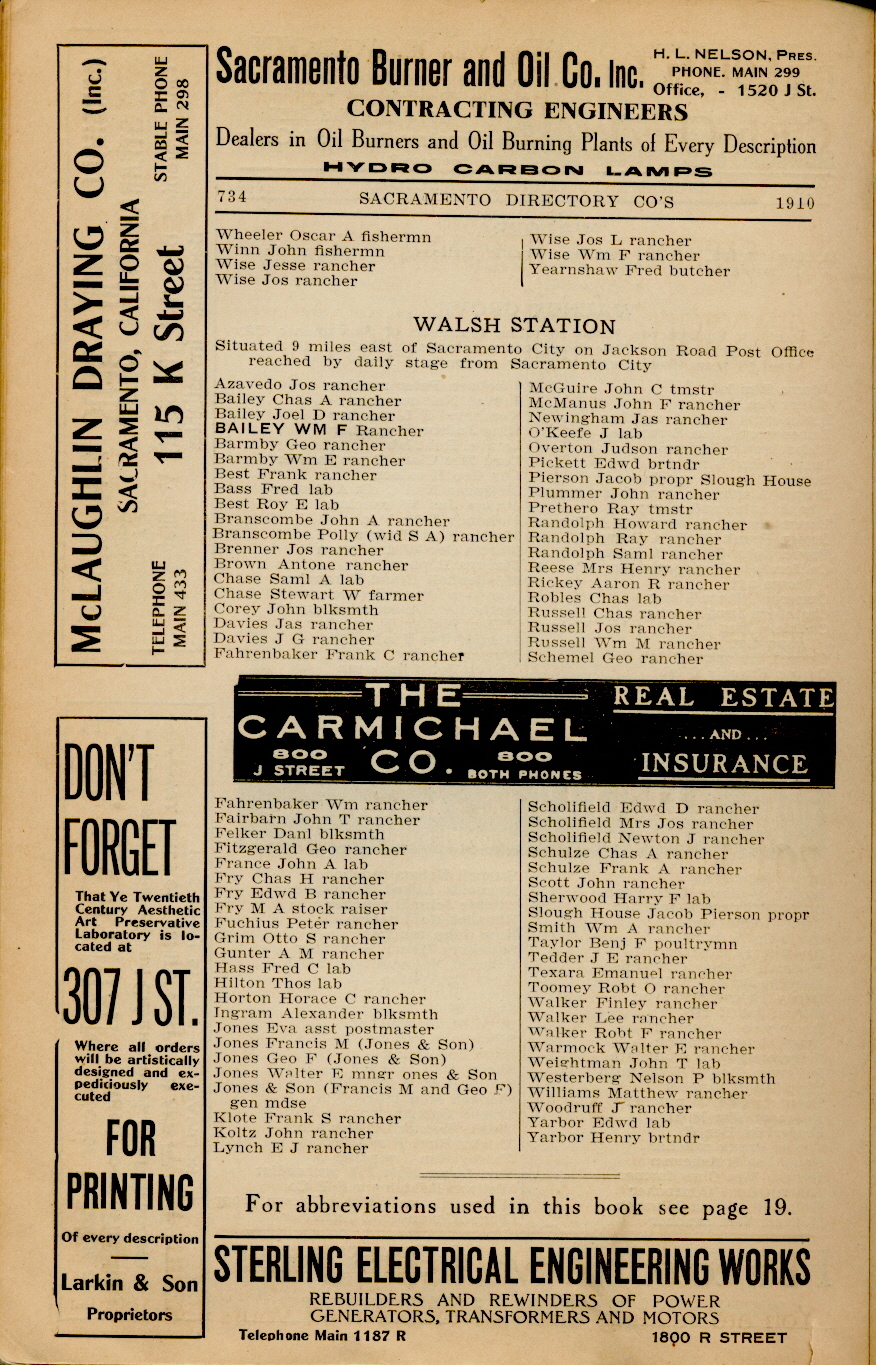 Sacramento Burner and Oil Co. Inc.
H. L. NELSON, PRES.
PHONE. MAIN 299
Office, - 1520 J St.
CONTRACTING ENGINEERS
Dealers in Oil Burners and Oil Burning Plants of Every Description
HYDRO CARBON LAMPS
McLAUGHLIN DRAYING CO. (Inc.)
SACRAMENTO, CALIFORNIA
115 K Street
TELEPHONE
MAIN 433
STABLE PHONE
MAIN 298
734 SACRAMENTO DIRECTORY CO'S 1910
Wheeler Oscar A fishermn
Winn John fishermn
Wise Jesse rancher
Wise Jos rancher
Wise Jos L rancher
Wise Wm F rancher
Yearnshaw Fred butcher
WALSH STATION
Situated 9 miles east of Sacramento City on Jackson Road Post Office
reached by daily stage from Sacramento City
Azavedo Jos rancher
Bailey Chas A rancher
Bailey Joel D rancher
BAILEY WM F Rancher
Barmby Geo rancher
Barmby Wm E rancher
Best Frank rancher
Bass Fred lab
Best Roy E lab
Branscombe John A rancher
Branscombe Polly (wid S A) rancher
Brenner Jos rancher
Brown Antone rancher
Chase Saml A lab
Chase Stewart W farmer
Corey John blksmth
Davies Jas rancher
Davies J G rancher
Fahrenbaker Frank C rancher
McGuire John C tmstr
McManus John F rancher
Newingham Jas rancher
O'Keefe J lab
Overton Judson rancher
Pickett Edwd brtndr
Pierson Jacob propr Slough House
Plummer John rancher
Prethero Ray tmstr
Randolph Howard rancher
Randolph Ray rancher
Randolph Saml rancher
Reese Mrs Henry rancher
Rickey Aaron R rancher
Robles Chas lab
Russell Chas rancher
Russell Jos rancher
Russell Wm M rancher
Schemel Geo rancher
THE
CARMICHAEL
CO.
800
J STREET
800
BOTH PHONES
REAL ESTATE
...AND...
INSURANCE
DON'T
FORGET
That Ye Twentieth
Century Aesthetic
Art Preservative
Laboratory is lo-
cated at
307 J ST.
Where all orders
will be artistically
designed and ex-
pediciously exe-
cuted
FOR
PRINTING
Of every description
Larkin & Son
Proprietors
Fahrenbaker Wm rancher
Fairbarn John T rancher
Felker Danl blksmth
Fitzgerald Geo rancher
France John A lab
Fry Chas H rancher
Fry Edwd B rancher
Fry M A stock raiser
Fuchius Peter rancher
Grim Otto S rancher
Gunter A M rancher
Hass Fred C lab
Hilton Thos lab
Horton Horace C rancher
Ingram Alexander blksmth
Jones Eva asst postmaster
Jones Francis M (Jones & Son)
Jones Geo F (Jones & Son)
Jones Walter E mngr ones & Son
Jones & Son (Francis M and Geo F)
gen mdse
Klote Frank S rancher
Koltz John rancher
Lynch E J rancher
Scholifield Edwd D rancher
Scholifield Mrs Jos rancher
Scholifield Newton J rancher
Schulze Chas A rancher
Schulze Frank A rancher
Scott John rancher
Sherwood Harry F lab
Slough House Jacob Pierson propr
Smith Wm A rancher
Taylor Benj F poultrymn
Tedder J E rancher
Texara Emanuel rancher
Toomey Robt O rancher
Walker Finley rancher
Walker Lee rancher
Walker Robt F rancher
Warmock Walter E rancher
Weightman John T lab
Westerberg Nelson P blksmth
Williams Matthew rancher
Woodruff J rancher
Yarbor Edwd lab
Yarbor Henry brtndr
For abbreviations used in this book see page 19.
STERLING ELECTRICAL ENGINEERING WORKS
REBUILDERS AND REWINDERS OF POWER
GENERATORS, TRANSFORMERS AND MOTORS
Telephone Main 1187 R 1800 R STREET